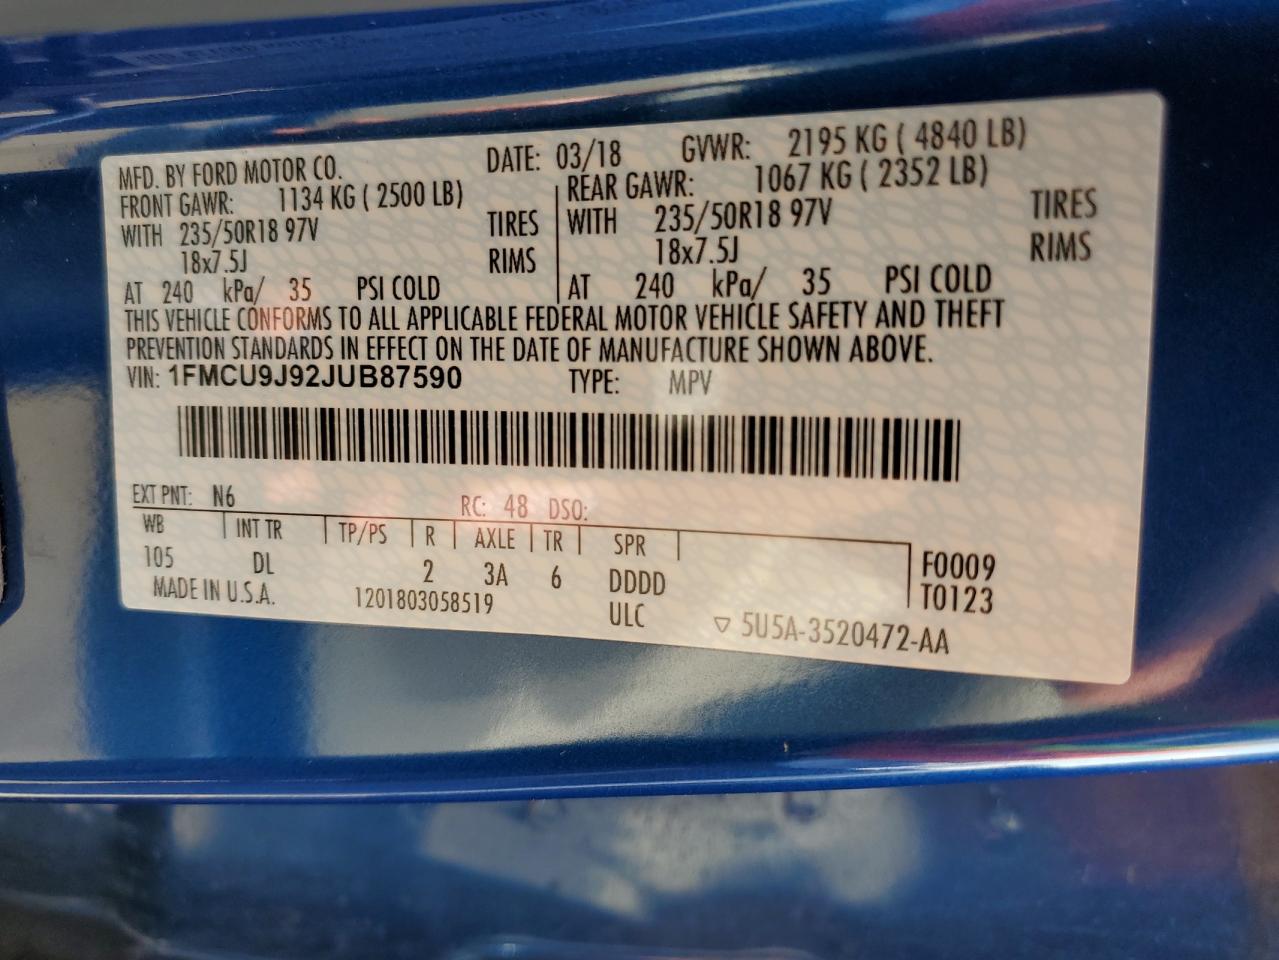 MFD. BY FORD MOTOR CO. DATE: 03/18 GVWR: 2195 KG ( 4840 LB)
FRONT GAWR: 1134 KG ( 2500 LB) REAR GAWR: 1067 KG ( 2352 LB)
WITH 235/50R18 97V TIRES WITH 235/50R18 97V TIRES
18x7.5J RIMS 18x7.5J RIMS
AT 240 kPa/ 35 PSI COLD AT 240 kPa/ 35 PSI COLD
THIS VEHICLE CONFORMS TO ALL APPLICABLE FEDERAL MOTOR VEHICLE SAFETY AND THEFT
PREVENTION STANDARDS IN EFFECT ON THE DATE OF MANUFACTURE SHOWN ABOVE.
VIN: 1FMCU9J92JUB87590 TYPE: MPV
EXT PNT: N6 RC: 48 DSO:
WB INT TR TP/PS R AXLE TR SPR
105 DL 2 3A 6 DDDD F0009
MADE IN U.S.A. 1201803058519 ULC T0123
▽ 5U5A-3520472-AA